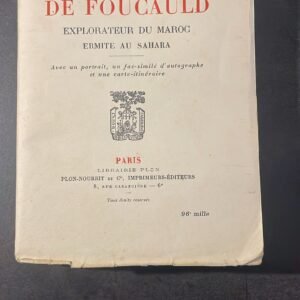 DE FOUCAULD
EXPLORATEUR DU MAROC
ERMITE AU SAHARA
Avec un portrait, un fac-similé d'autographe
et une carte-itinéraire
PARIS
LIBRAIRIE PLON
PLON-NOURRIT ET Cⁱᵉ, IMPRIMEURS-ÉDITEURS
8, RUE GARANCIÈRE — 6ᵉ
Tous droits réservés
96ᵉ mille